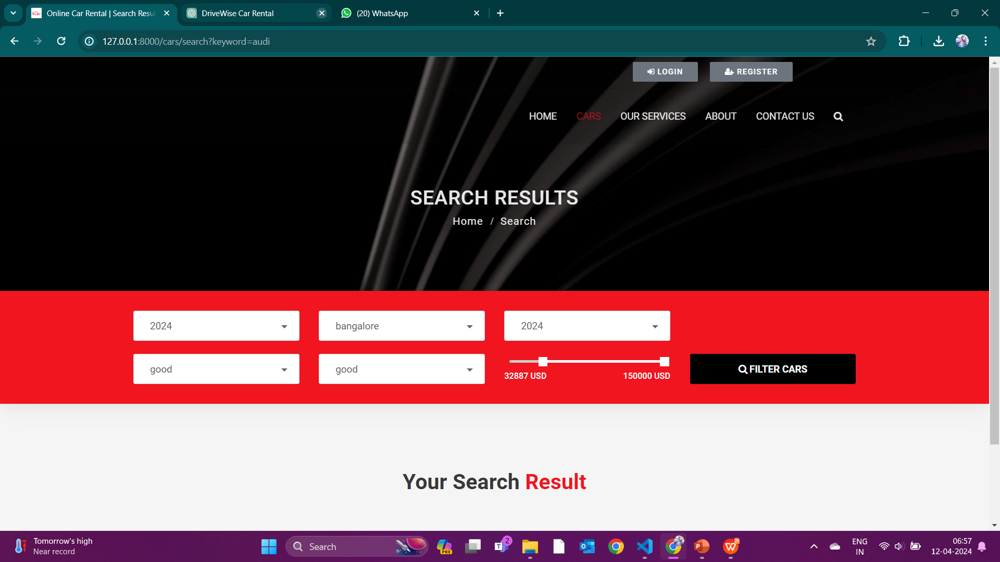 Online Car Rental | Search Resu
DriveWise Car Rental
(20) WhatsApp
127.0.0.1:8000/cars/search?keyword=audi
LOGIN
REGISTER
HOME
CARS
OUR SERVICES
ABOUT
CONTACT US
SEARCH RESULTS
Home / Search
2024
bangalore
2024
good
good
32887 USD
150000 USD
FILTER CARS
Your Search Result
Tomorrow's high
Near record
Search
PRE
2
ENG
IN
06:57
12-04-2024